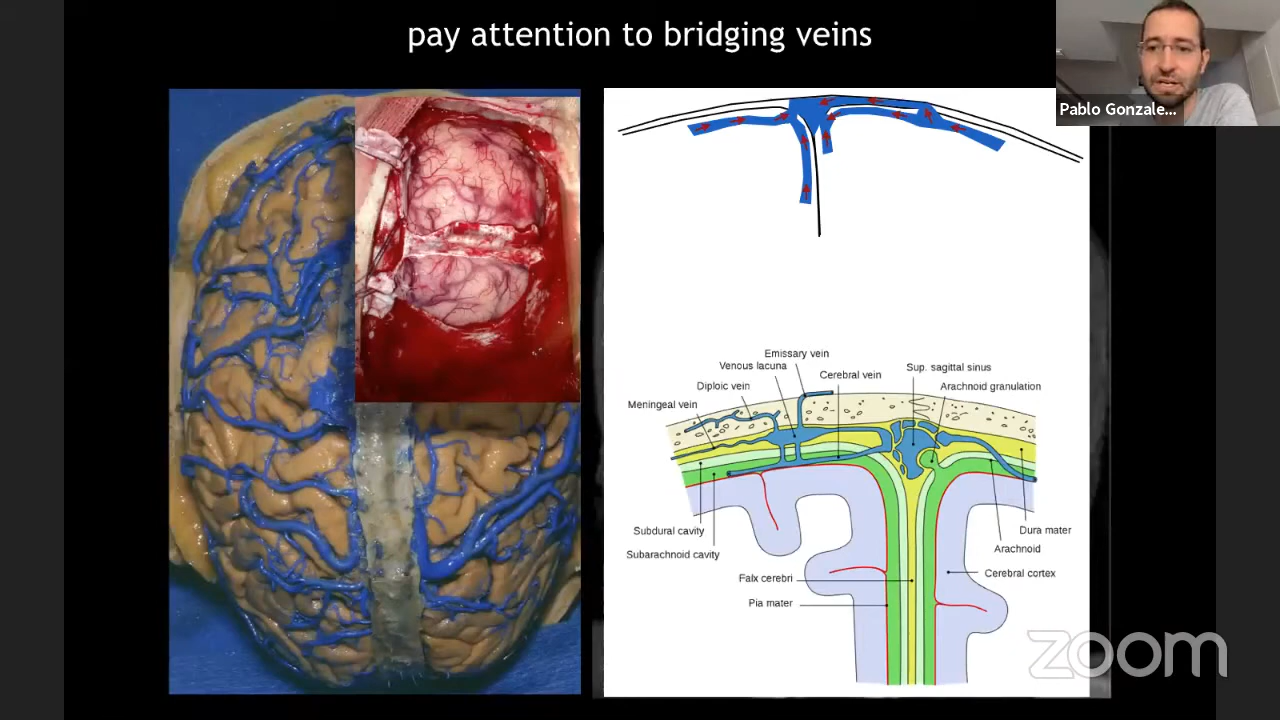 pay attention to bridging veins
Pablo Gonzale...
Emissary vein
Venous lacuna
Cerebral vein
Sup. sagittal sinus
Diploic vein
Arachnoid granulation
Meningeal vein
Subdural cavity
Dura mater
Subarachnoid cavity
Arachnoid
Falx cerebri
Cerebral cortex
Pia mater
zoom